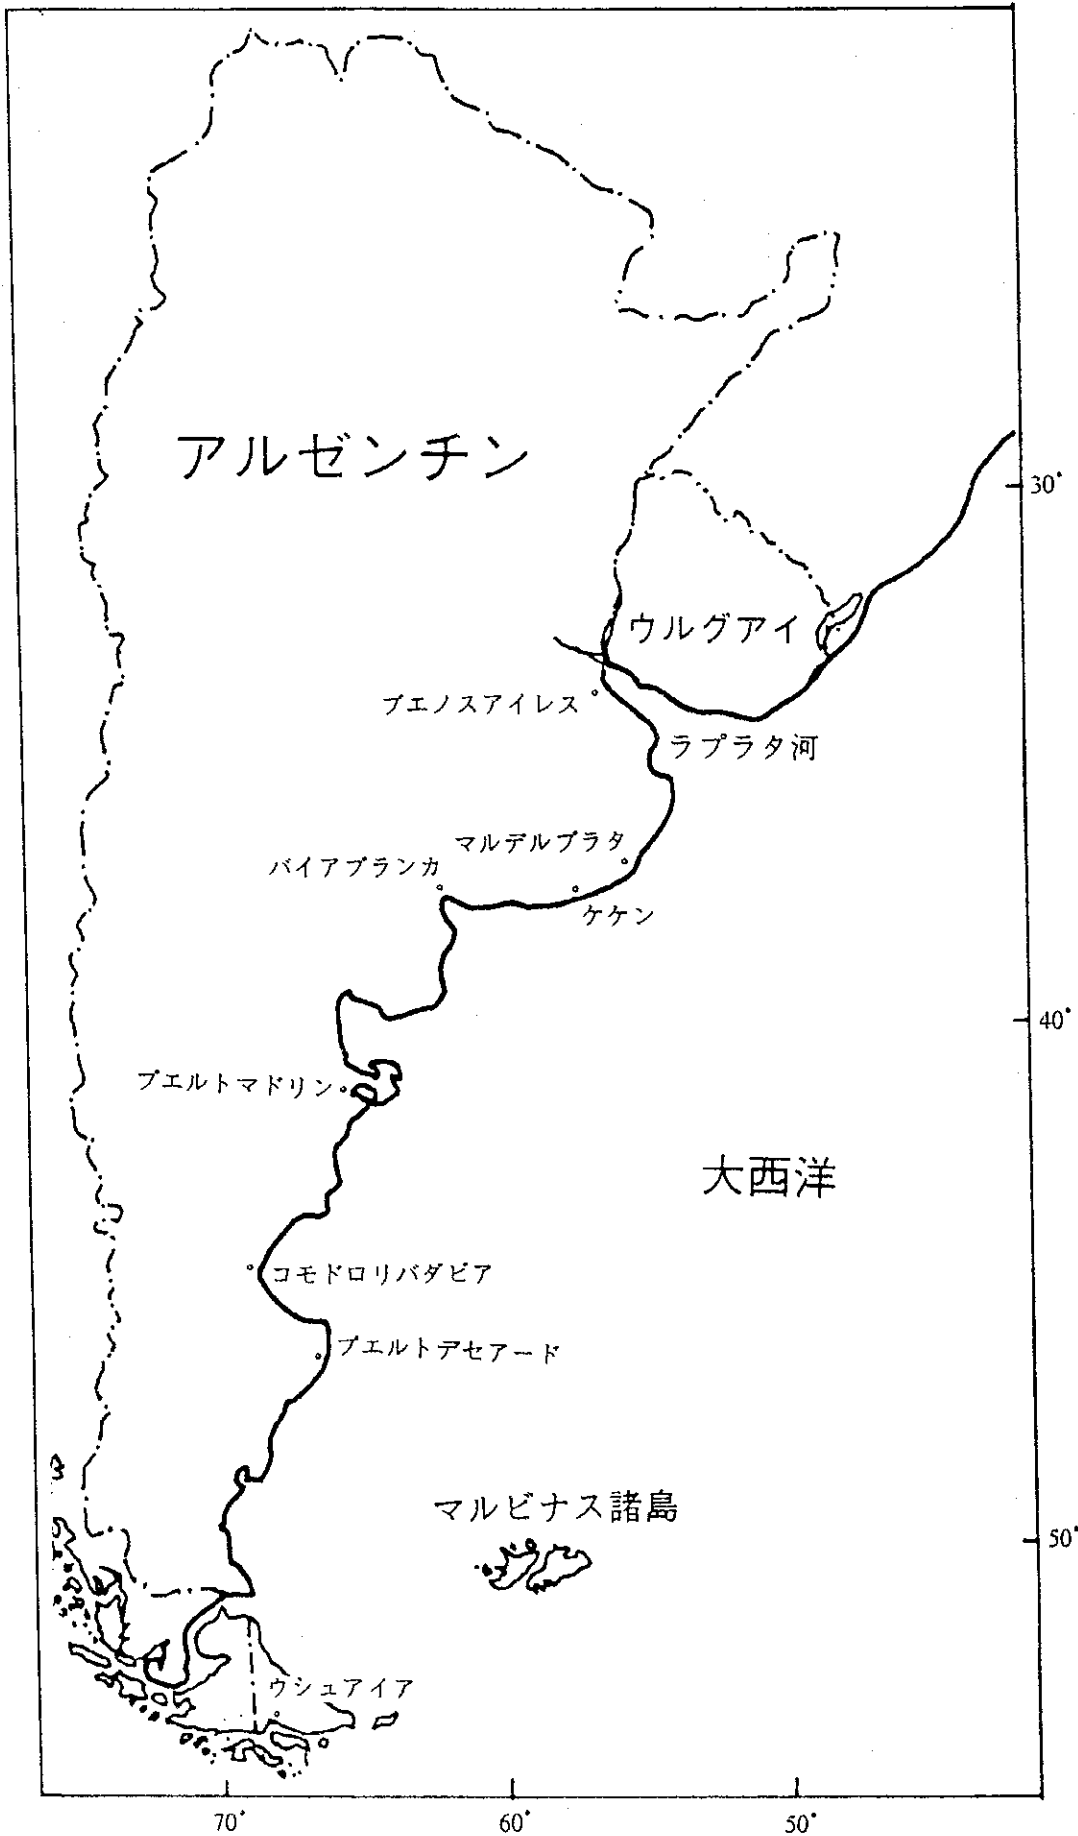 アルゼンチン
30°
ウルグアイ
ブエノスアイレス
ラプラタ河
マルデルプラタ
バイアブランカ
ケケン
40°
プエルトマドリン
大西洋
コモドロリバダビア
プエルトデセアード
マルビナス諸島
50°
ウシュアイア
70°
60°
50°